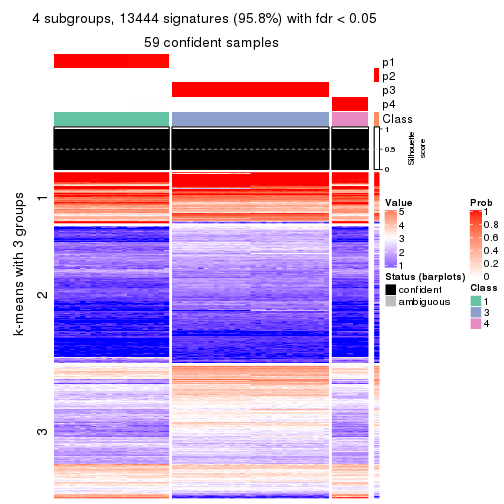 4 subgroups, 13444 signatures (95.8%) with fdr < 0.05
59 confident samples
p1
p2
p3
p4
Class
1
0.5
0
Silhouette
score
k-means with 3 groups
1
2
3
Value
5
4
3
2
1
Status (barplots)
confident
ambiguous
Prob
1
0.8
0.6
0.4
0.2
0
Class
1
3
4